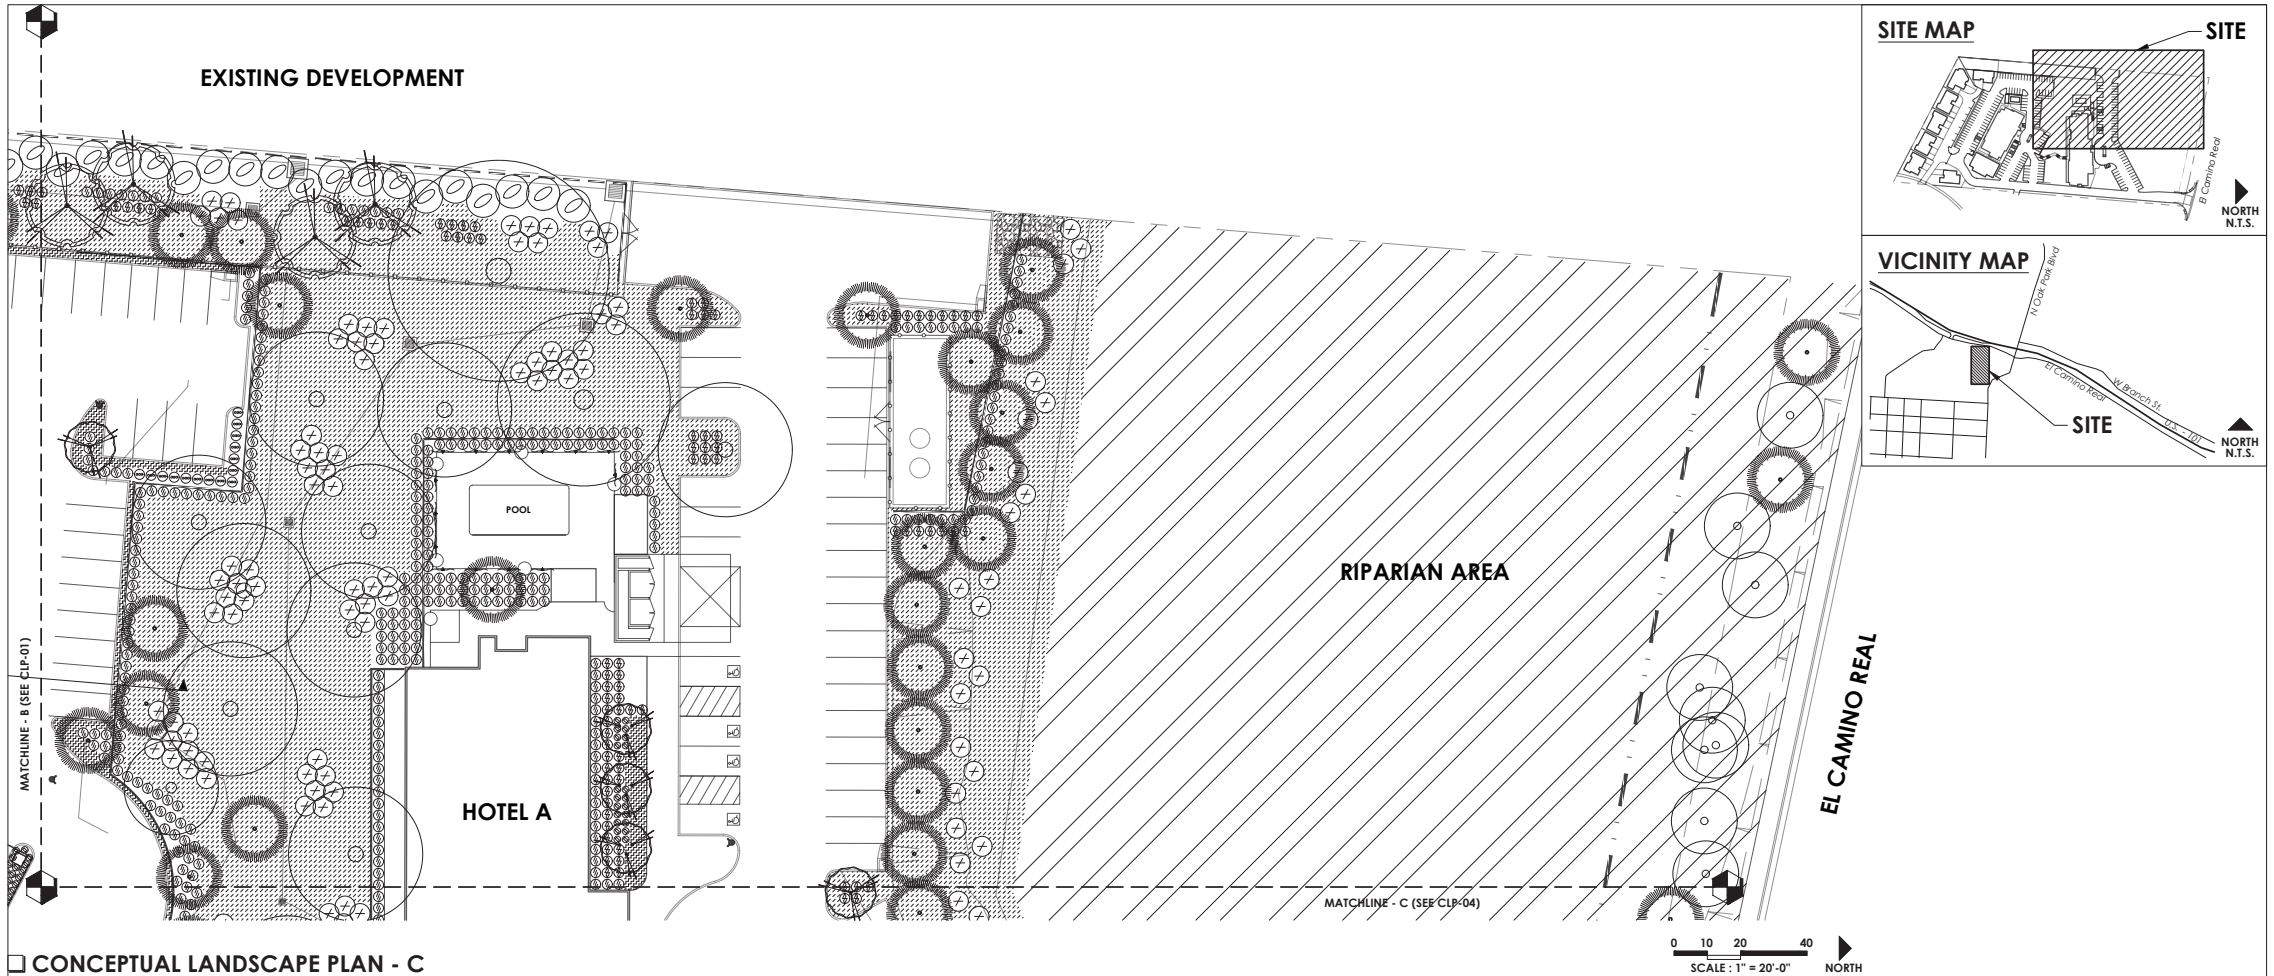 EXISTING DEVELOPMENT
SITE MAP
SITE
El Camino Real
NORTH
N.T.S.
VICINITY MAP
N Oak Park Blvd
El Camino Real
W Branch St.
U.S. - 101
SITE
NORTH
N.T.S.
POOL
RIPARIAN AREA
MATCHLINE - B (SEE CLP-01)
HOTEL A
EL CAMINO REAL
MATCHLINE - C (SEE CLP-04)
0 10 20 40
SCALE : 1" = 20'-0"
NORTH
CONCEPTUAL LANDSCAPE PLAN - C